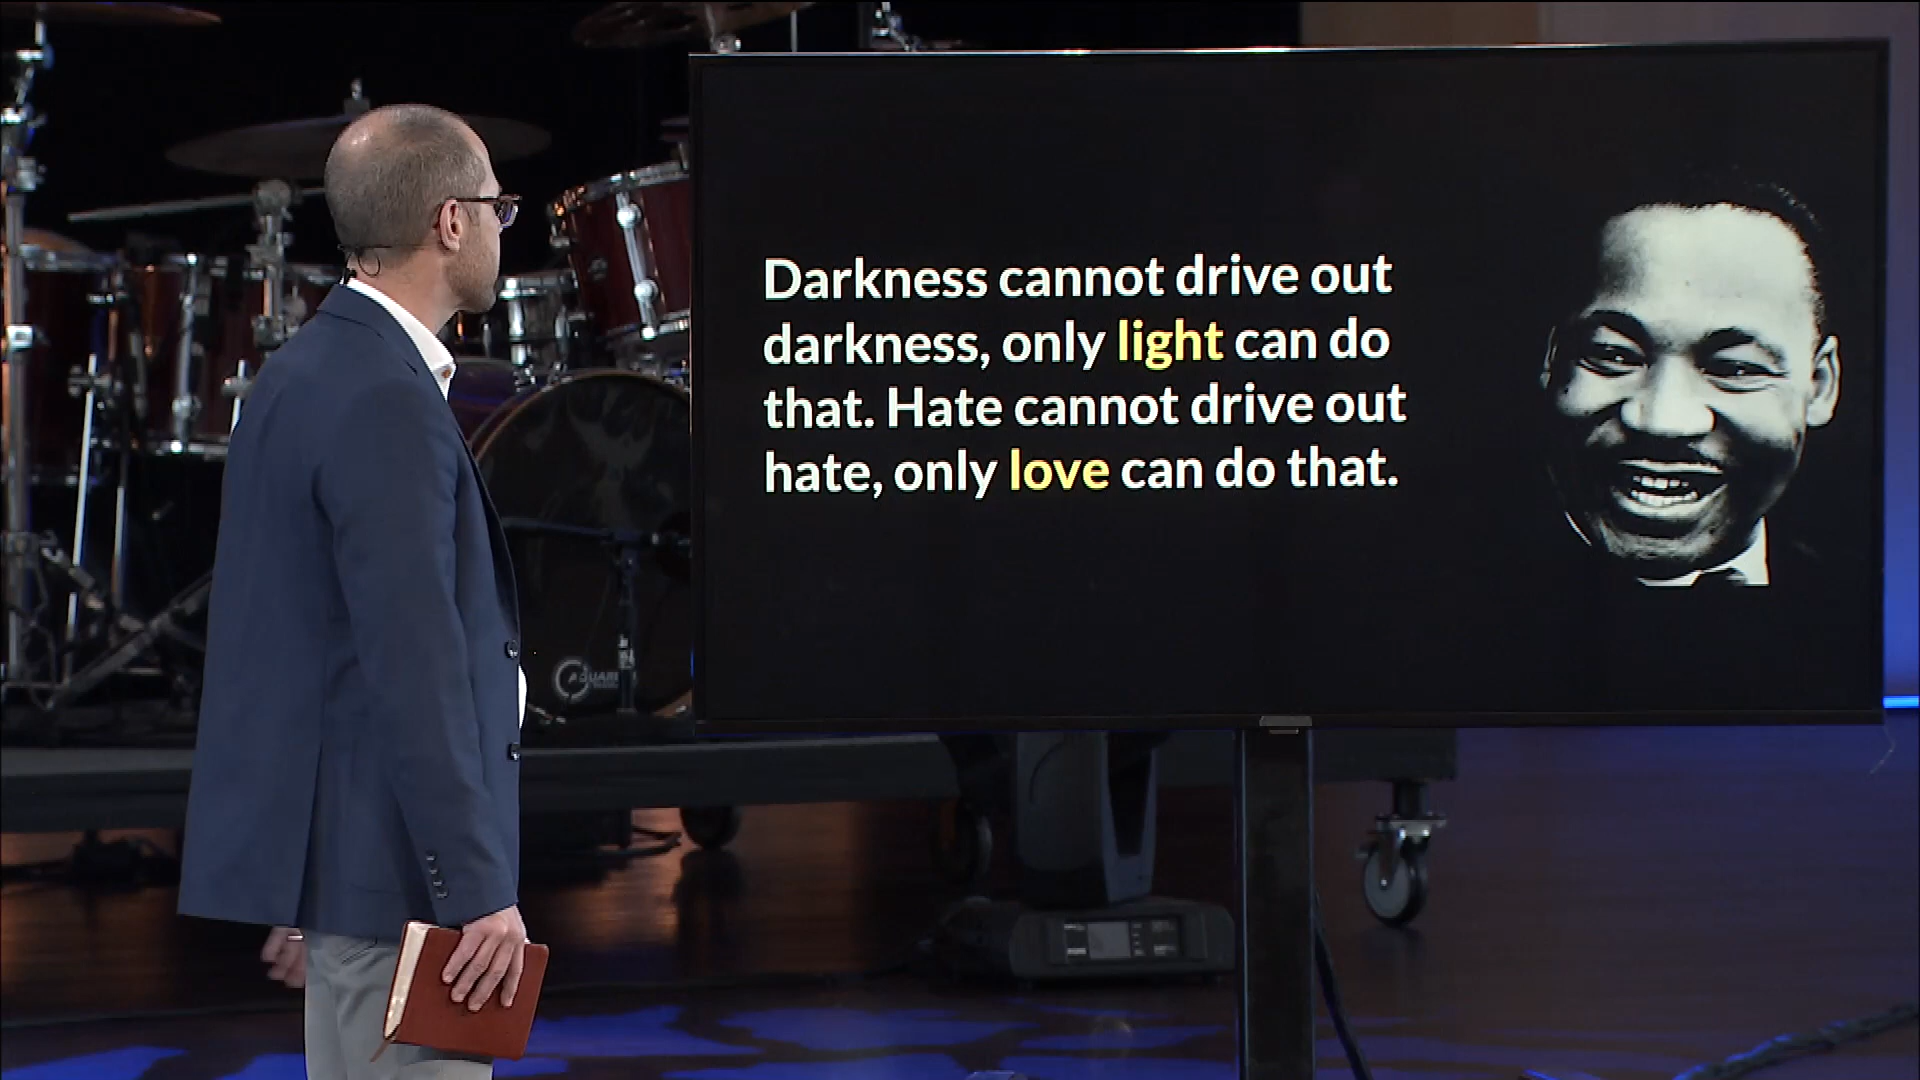 Darkness cannot drive out
darkness, only light can do
that. Hate cannot drive out
hate, only love can do that.